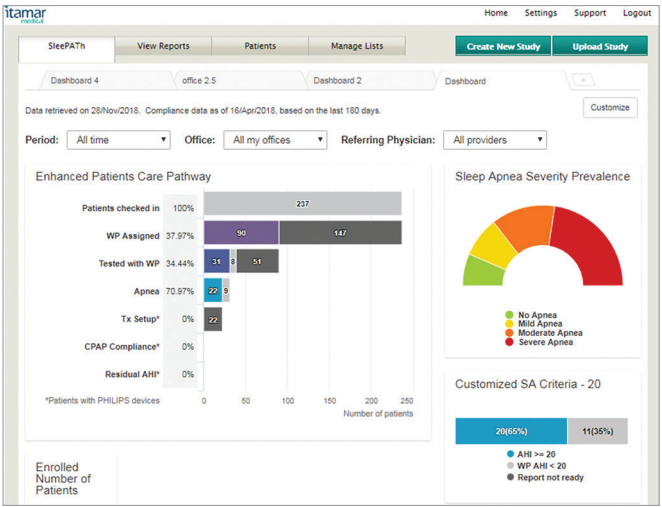 itamar
medical
Home Settings Support Logout
SleePATh View Reports Patients Manage Lists Create New Study Upload Study
Dashboard 4 office 2.5 Dashboard 2 Dashboard +
Data retrieved on 28/Nov/2018. Compliance data as of 16/Apr/2018, based on the last 180 days. Customize
Period: All time Office: All my offices Referring Physician: All providers
Enhanced Patients Care Pathway
Patients checked in 100% 237
WP Assigned 37.97% 90 147
Tested with WP 34.44% 31 8 51
Apnea 70.97% 22 9
Tx Setup* 0% 22
CPAP Compliance* 0%
Residual AHI* 0%
*Patients with PHILIPS devices 0 50 100 150 200 250
Number of patients
Sleep Apnea Severity Prevalence
No Apnea
Mild Apnea
Moderate Apnea
Severe Apnea
Customized SA Criteria - 20
20(65%) 11(35%)
AHI >= 20
WP AHI < 20
Report not ready
Enrolled
Number of
Patients